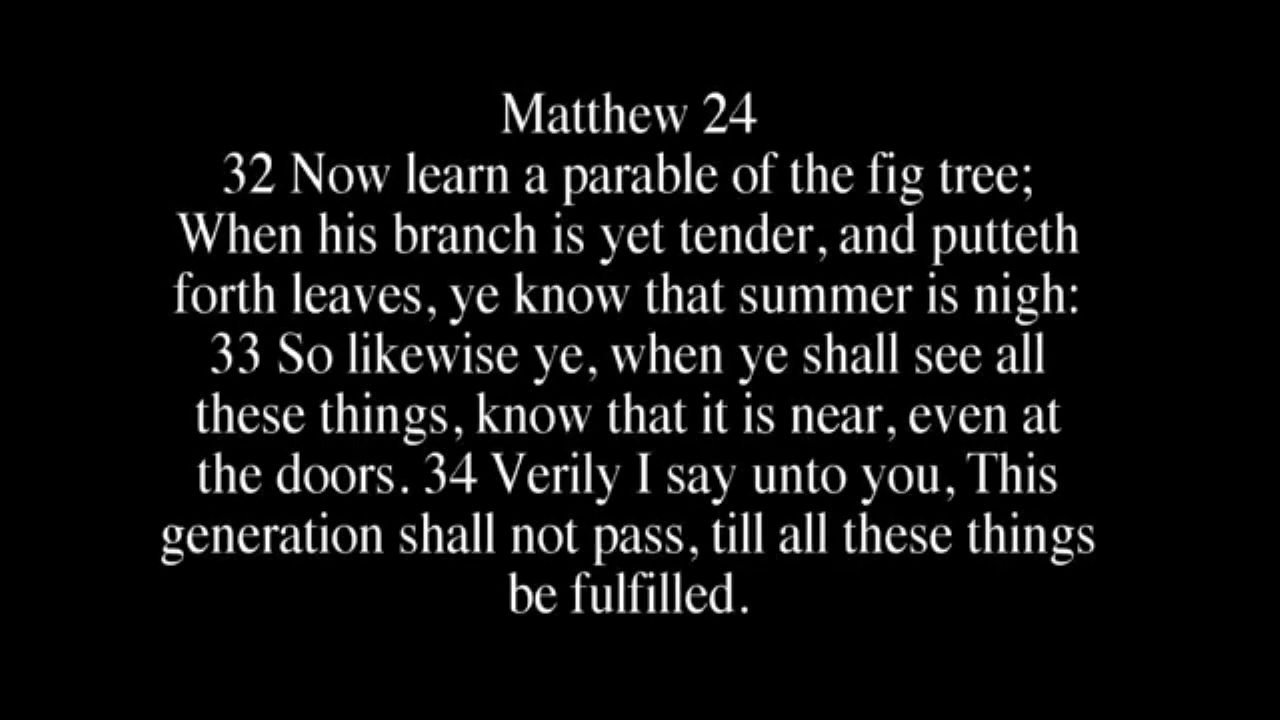 Matthew 24
32 Now learn a parable of the fig tree;
When his branch is yet tender, and putteth
forth leaves, ye know that summer is nigh:
33 So likewise ye, when ye shall see all
these things, know that it is near, even at
the doors. 34 Verily I say unto you, This
generation shall not pass, till all these things
be fulfilled.